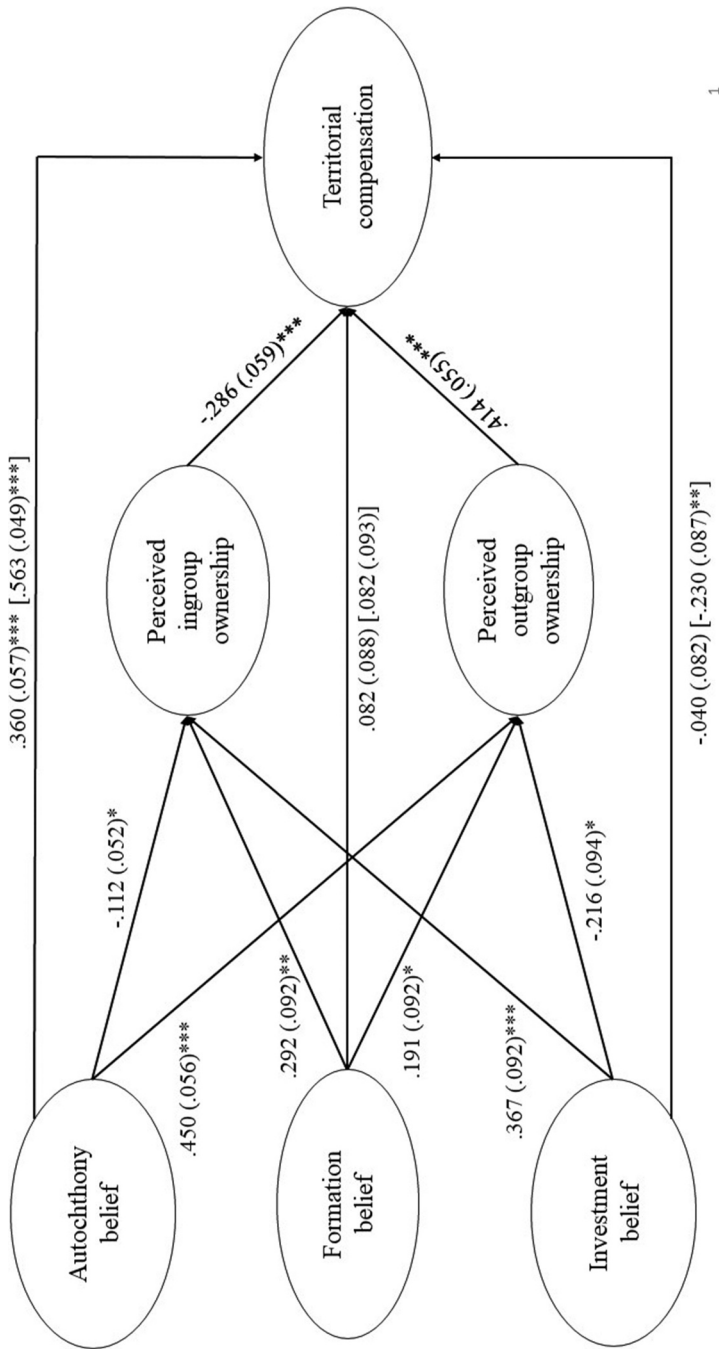 .360 (.057)*** [.563 (.049)***]
Autochthony
belief
-.112 (.052)*
Perceived
ingroup
ownership
-.286 (.059)***
.450 (.056)***
.292 (.092)**
Formation
belief
.082 (.088) [.082 (.093)]
Territorial
compensation
.191 (.092)*
.414 (.055)***
.367 (.092)***
Perceived
outgroup
ownership
-.216 (.094)*
Investment
belief
-.040 (.082) [-.230 (.087)**]
1